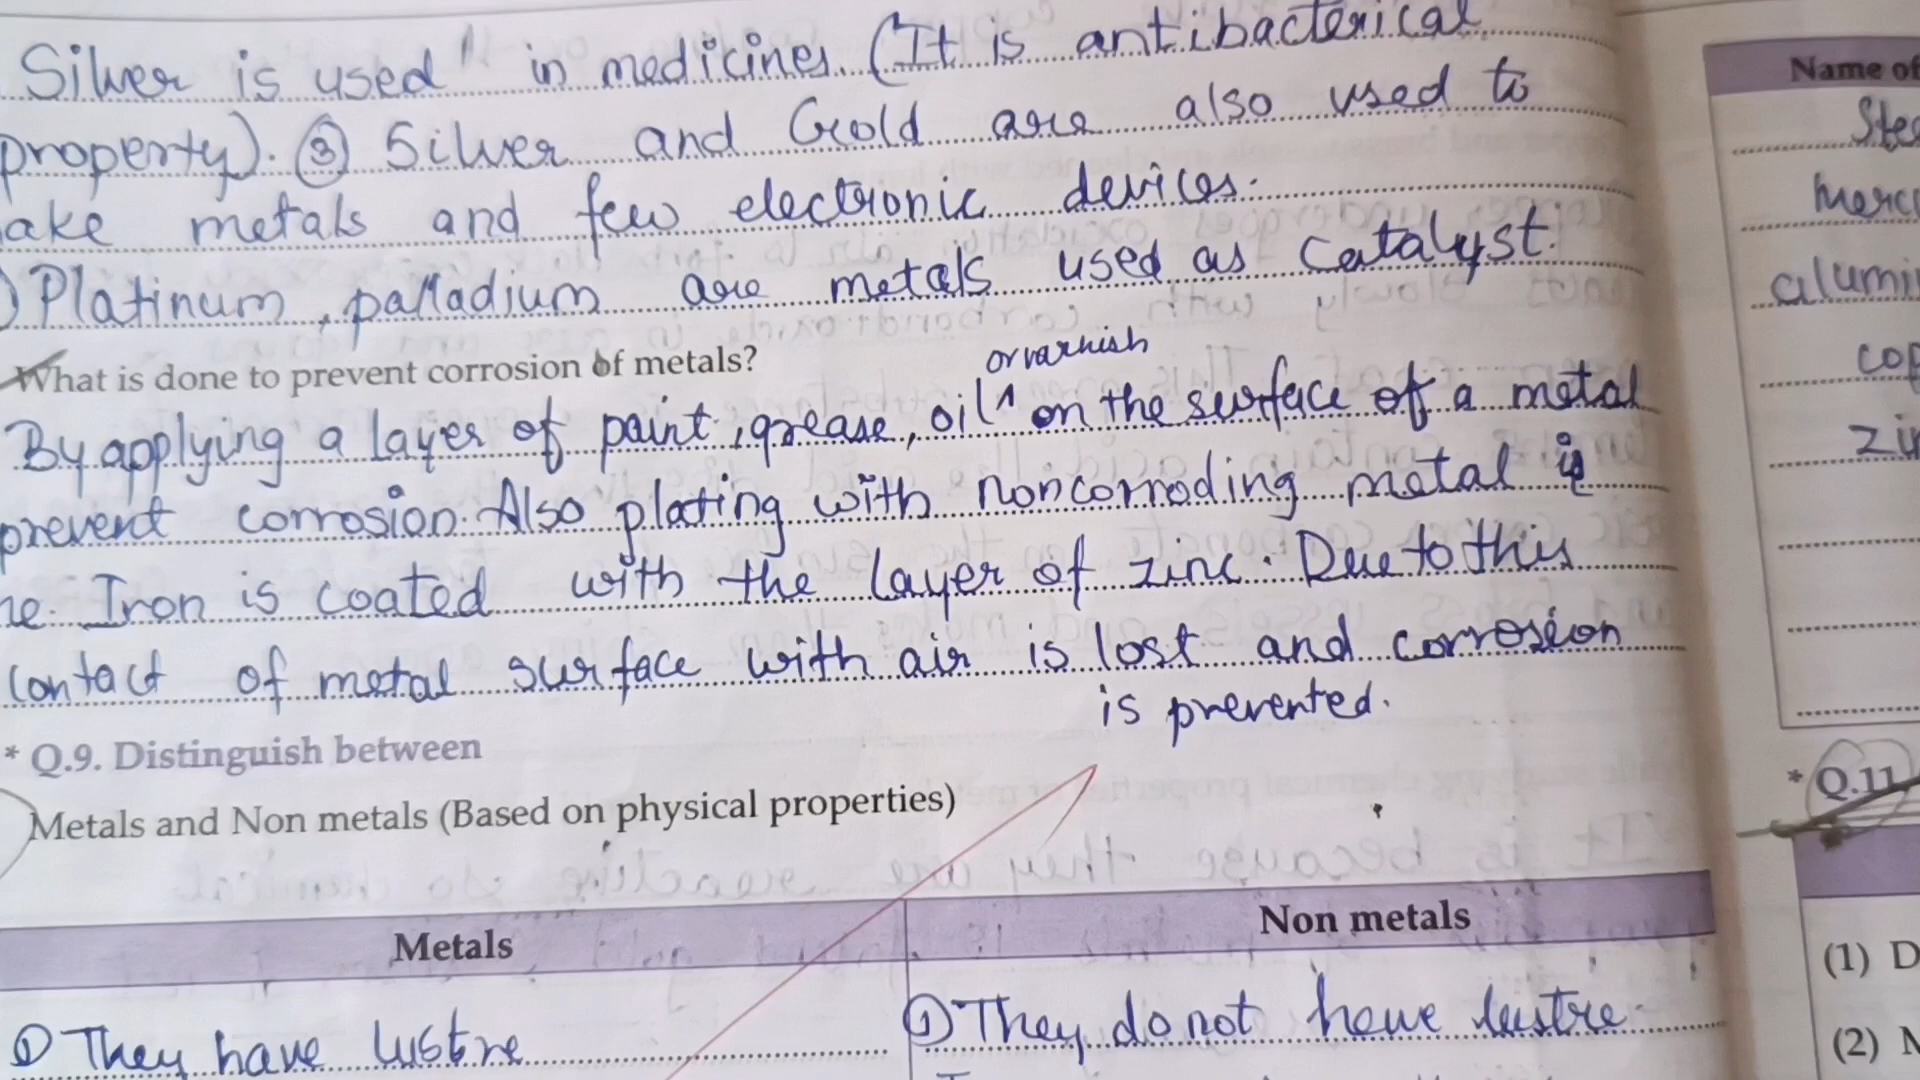 Silver is used in medicines. (It is antibacterical
property). ③ Silver and Gold are also used to
ake metals and few electronic devices.
) Platinum, palladium are metals used as Catalyst.
What is done to prevent corrosion of metals?
or varnish
By applying a layer of paint, grease, oil ^ on the surface of a metal
prevent corrosion. Also plating with noncorroding metal is
ne. Iron is coated with the layer of zinc. Due to this
contact of metal surface with air is lost and corrosion
is prevented.
* Q.9. Distinguish between
Metals and Non metals (Based on physical properties)
Metals
Non metals
① They have lustre
① They do not have lustre.
Name of
Stee
Merc
alumi
cop
zin
* Q.11
(1) D
(2) M